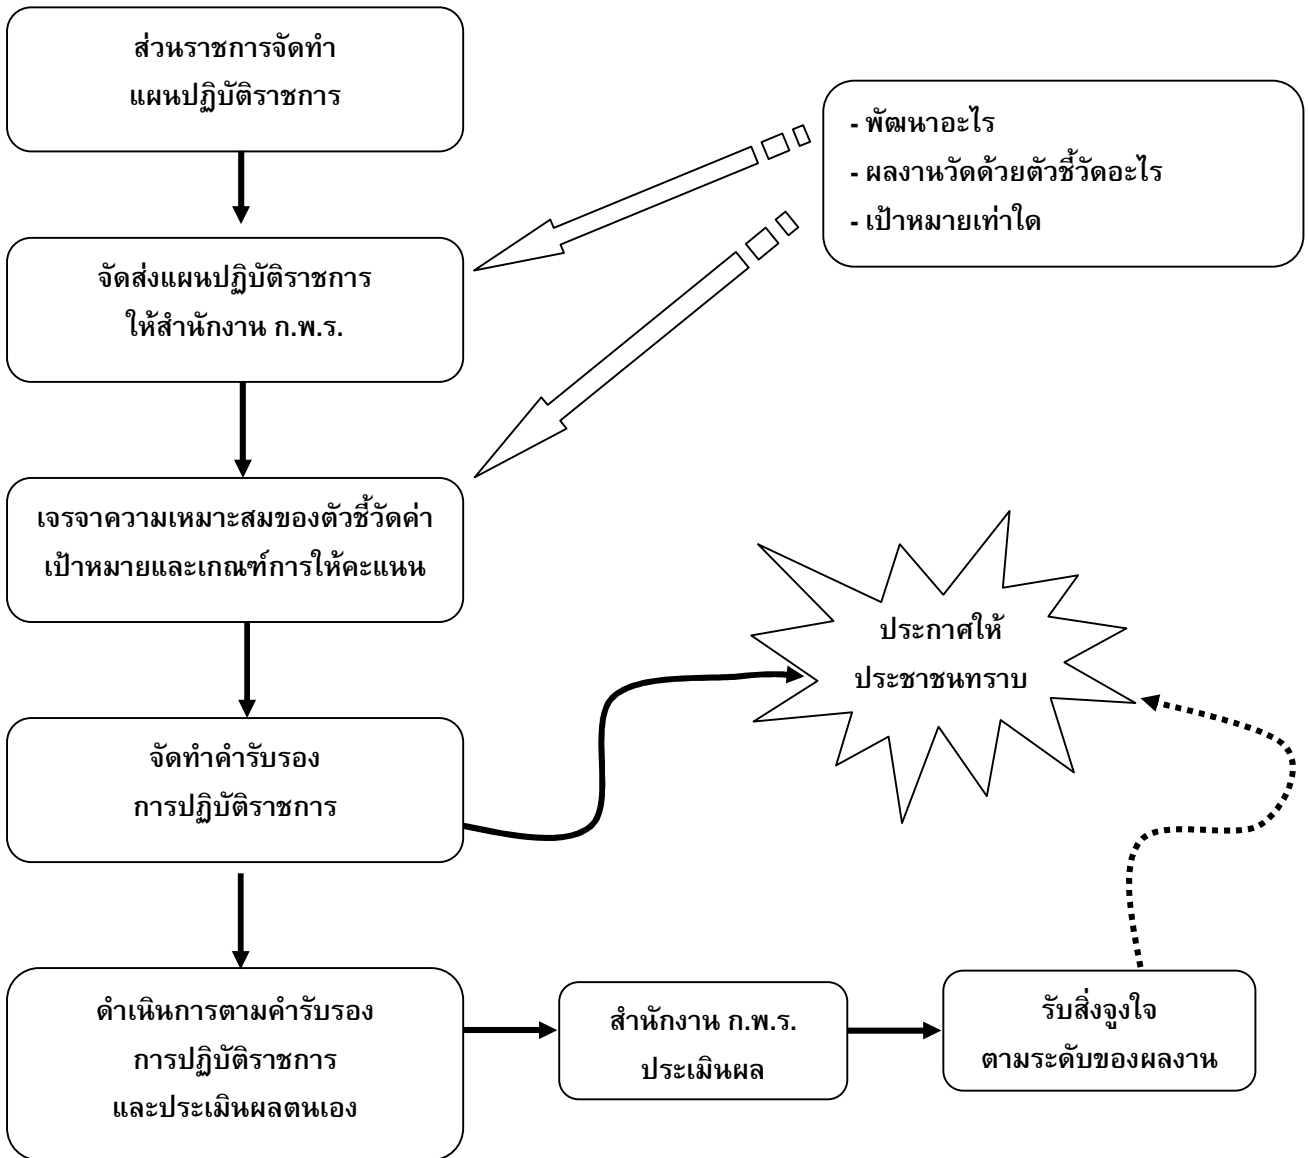 ส่วนราชการจัดทำ
แผนปฏิบัติราชการ
- พัฒนาอะไร
- ผลงานวัดด้วยตัวชี้วัดอะไร
- เป้าหมายเท่าใด
จัดส่งแผนปฏิบัติราชการ
ให้สำนักงาน ก.พ.ร.
เจรจาความเหมาะสมของตัวชี้วัดค่า
เป้าหมายและเกณฑ์การให้คะแนน
ประกาศให้
ประชาชนทราบ
จัดทำคำรับรอง
การปฏิบัติราชการ
ดำเนินการตามคำรับรอง
การปฏิบัติราชการ
และประเมินผลตนเอง
สำนักงาน ก.พ.ร.
ประเมินผล
รับสิ่งจูงใจ
ตามระดับของผลงาน